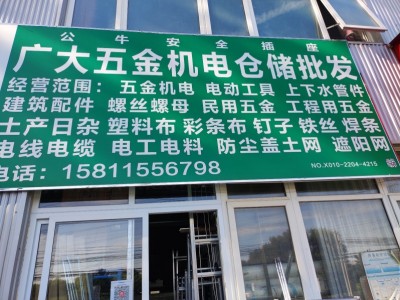 公牛安全插座
广大五金机电仓储批发
经营范围：五金机电 电动工具 上下水管件
建筑配件 螺丝螺母 民用五金 工程用五金
土产日杂 塑料布 彩条布 钉子 铁丝 焊条
电线电缆 电工电料 防尘盖土网 遮阳网
电话：15811556798
NO.X010-2204-4215